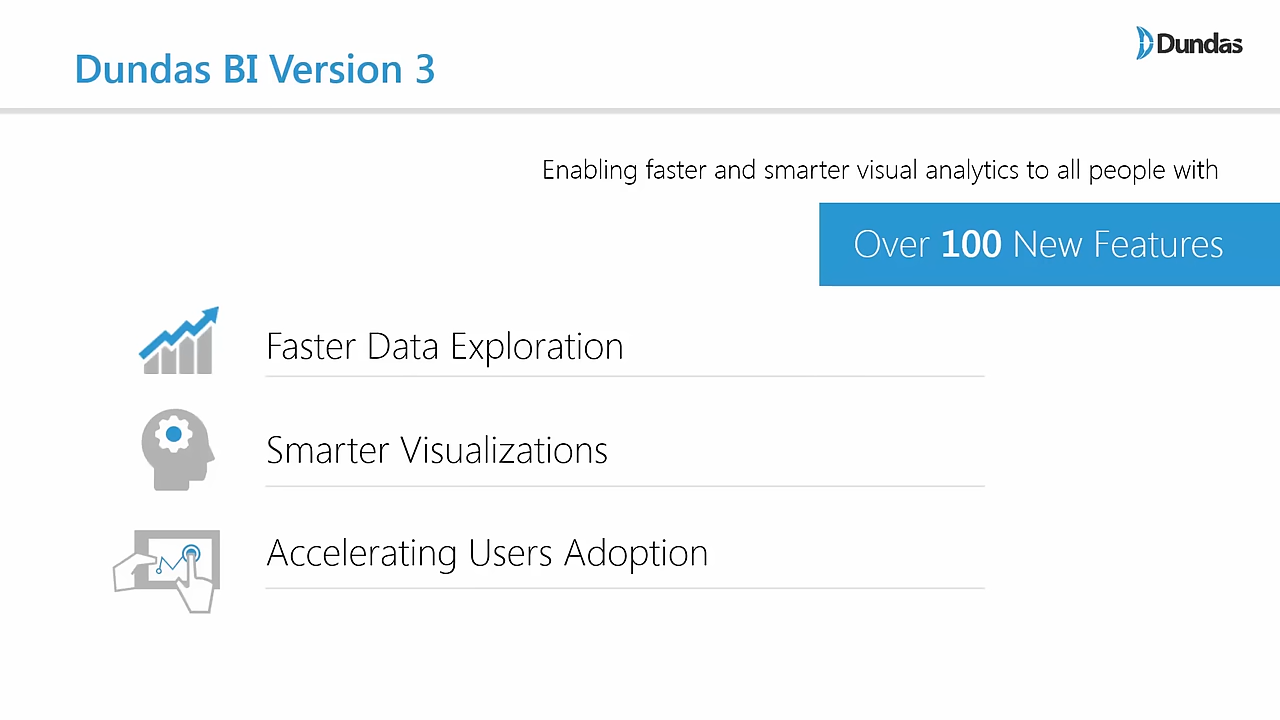 Dundas BI Version 3
Dundas
Enabling faster and smarter visual analytics to all people with
Over 100 New Features
Faster Data Exploration
Smarter Visualizations
Accelerating Users Adoption